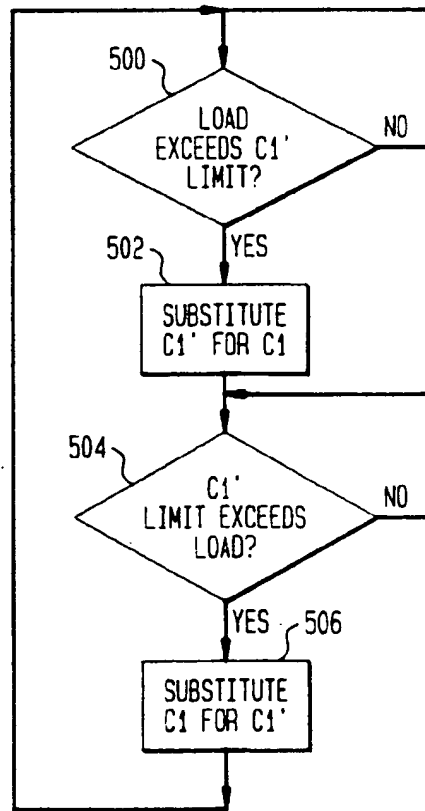 500
LOAD
EXCEEDS C1'
LIMIT?
NO
YES
502
SUBSTITUTE
C1' FOR C1
504
C1'
LIMIT EXCEEDS
LOAD?
NO
YES
506
SUBSTITUTE
C1 FOR C1'